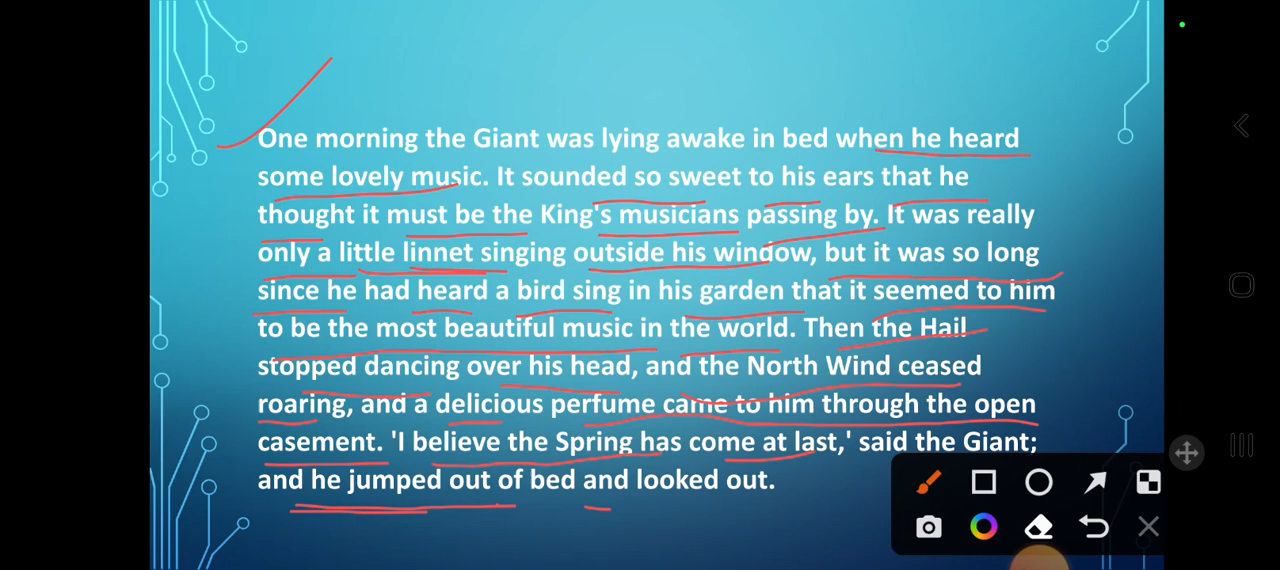 One morning the Giant was lying awake in bed when he heard
some lovely music. It sounded so sweet to his ears that he
thought it must be the King's musicians passing by. It was really
only a little linnet singing outside his window, but it was so long
since he had heard a bird sing in his garden that it seemed to him
to be the most beautiful music in the world. Then the Hail
stopped dancing over his head, and the North Wind ceased
roaring, and a delicious perfume came to him through the open
casement. 'I believe the Spring has come at last,' said the Giant;
and he jumped out of bed and looked out.